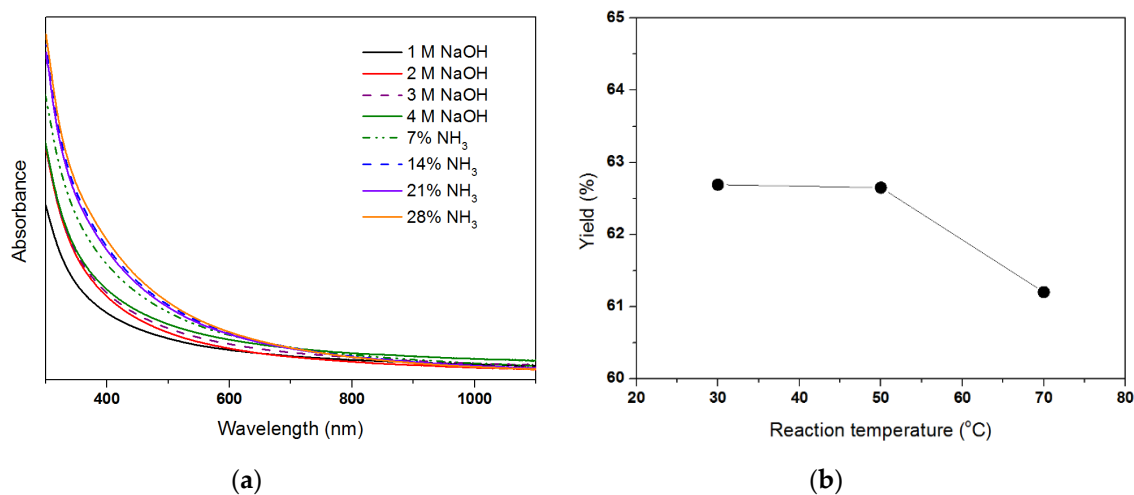 1 M NaOH
2 M NaOH
3 M NaOH
4 M NaOH
7% NH3
14% NH3
21% NH3
28% NH3
Absorbance
400 600 800 1000
Wavelength (nm)
(a)
65
64
63
62
61
60
Yield (%)
20 30 40 50 60 70 80
Reaction temperature (°C)
(b)